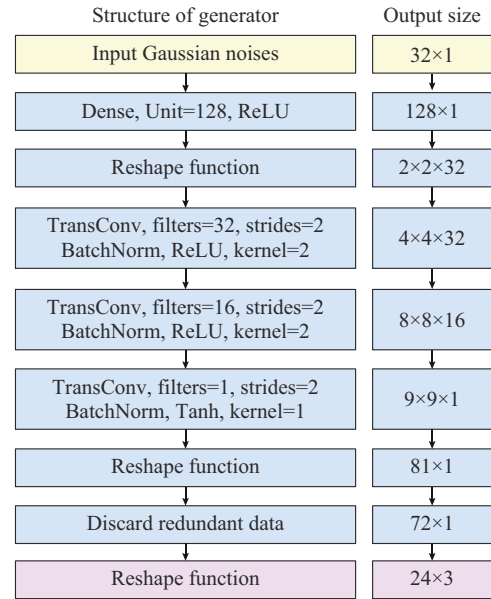 Structure of generator
Output size
Input Gaussian noises
32×1
Dense, Unit=128, ReLU
128×1
Reshape function
2×2×32
TransConv, filters=32, strides=2
BatchNorm, ReLU, kernel=2
4×4×32
TransConv, filters=16, strides=2
BatchNorm, ReLU, kernel=2
8×8×16
TransConv, filters=1, strides=2
BatchNorm, Tanh, kernel=1
9×9×1
Reshape function
81×1
Discard redundant data
72×1
Reshape function
24×3